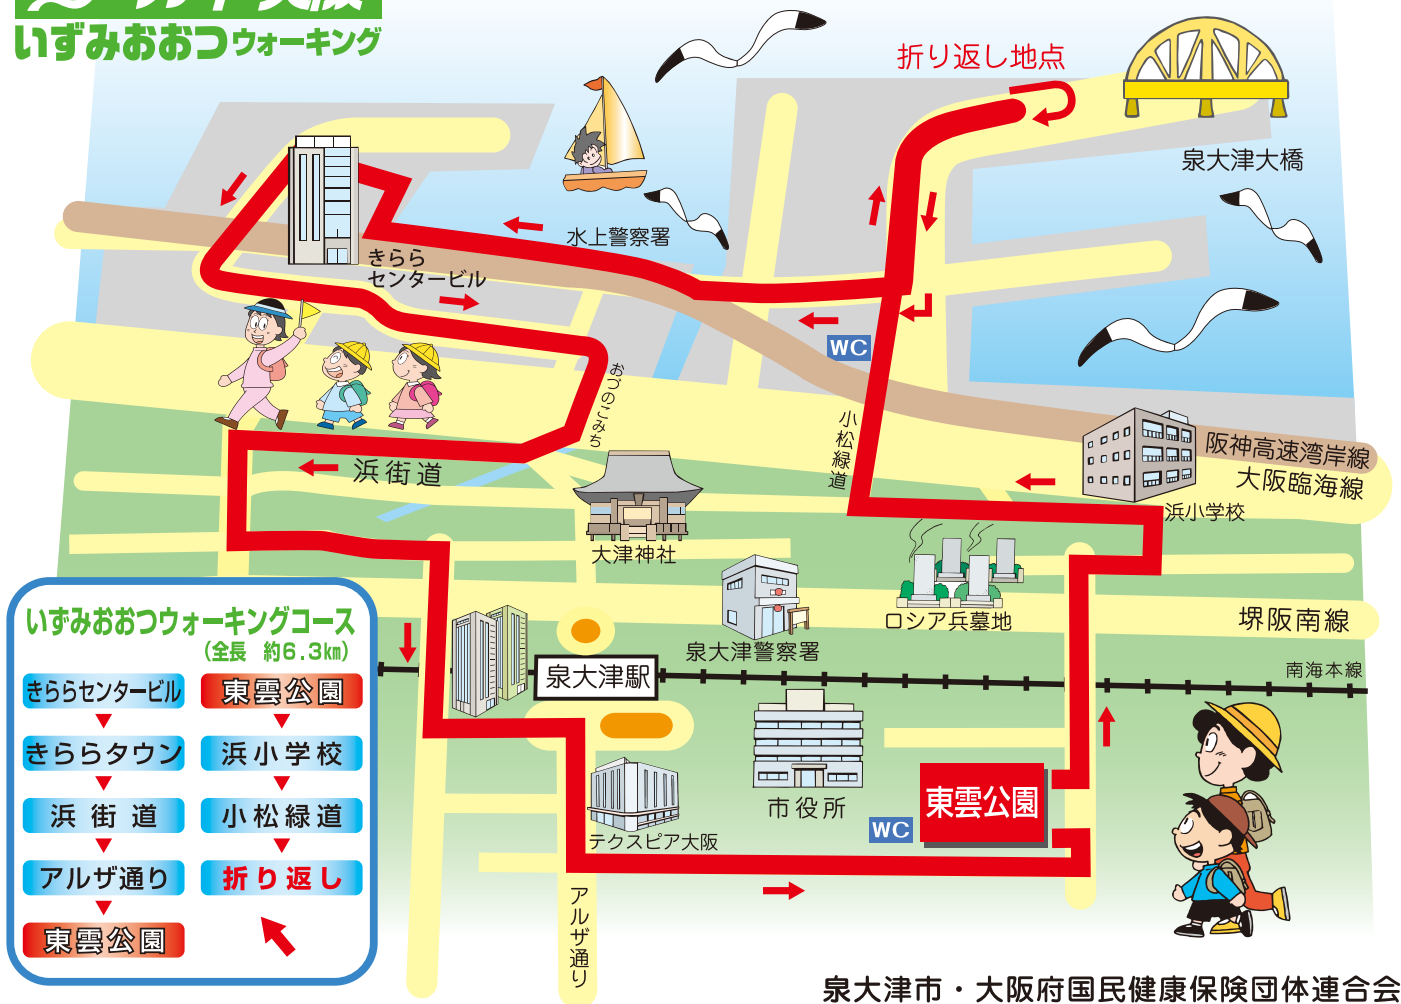 いずみおおつウォーキング
折り返し地点
泉大津大橋
水上警察署
きらら
センタービル
WC
おづのこみち
小松緑道
阪神高速湾岸線
大阪臨海線
浜街道
浜小学校
大津神社
ロシア兵墓地
堺阪南線
泉大津警察署
南海本線
泉大津駅
市役所
東雲公園
WC
テクスピア大阪
アルザ通り
いずみおおつウォーキングコース
(全長 約6.3km)
きららセンタービル
東雲公園
きららタウン
浜小学校
浜街道
小松緑道
アルザ通り
折り返し
東雲公園
泉大津市・大阪府国民健康保険団体連合会